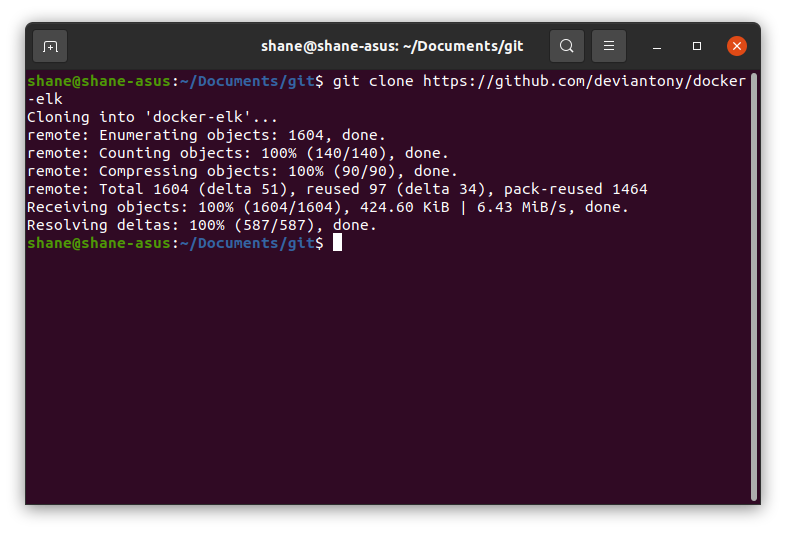 shane@shane-asus: ~/Documents/git
shane@shane-asus:~/Documents/git$ git clone https://github.com/deviantony/docker
-elk
Cloning into 'docker-elk'...
remote: Enumerating objects: 1604, done.
remote: Counting objects: 100% (140/140), done.
remote: Compressing objects: 100% (90/90), done.
remote: Total 1604 (delta 51), reused 97 (delta 34), pack-reused 1464
Receiving objects: 100% (1604/1604), 424.60 KiB | 6.43 MiB/s, done.
Resolving deltas: 100% (587/587), done.
shane@shane-asus:~/Documents/git$